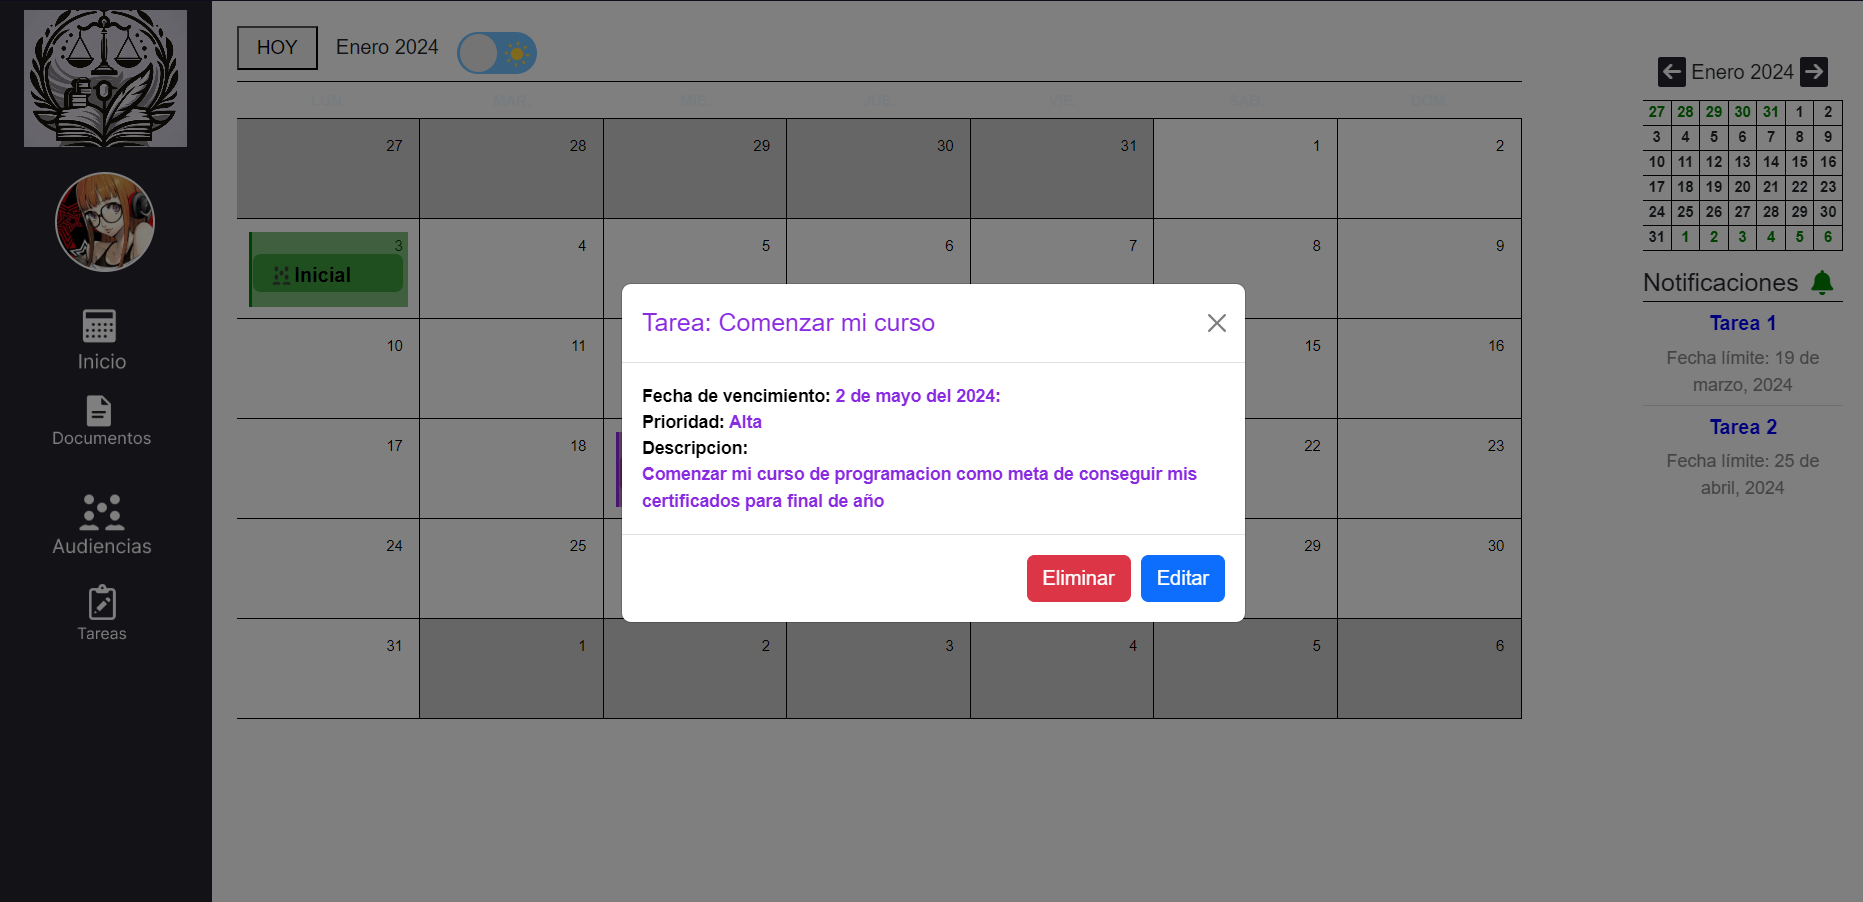 HOY
Enero 2024
LUN. MAR. MIE. JUE. VIE. SAB. DOM.
27 28 29 30 31 1 2
3 4 5 6 7 8 9
Inicial
10 11 15 16
17 18 22 23
24 25 29 30
31 1 2 3 4 5 6
Inicio
Documentos
Audiencias
Tareas
Tarea: Comenzar mi curso
Fecha de vencimiento: 2 de mayo del 2024:
Prioridad: Alta
Descripcion:
Comenzar mi curso de programacion como meta de conseguir mis
certificados para final de año
Eliminar
Editar
Enero 2024
27 28 29 30 31 1 2
3 4 5 6 7 8 9
10 11 12 13 14 15 16
17 18 19 20 21 22 23
24 25 26 27 28 29 30
31 1 2 3 4 5 6
Notificaciones
Tarea 1
Fecha límite: 19 de
marzo, 2024
Tarea 2
Fecha límite: 25 de
abril, 2024